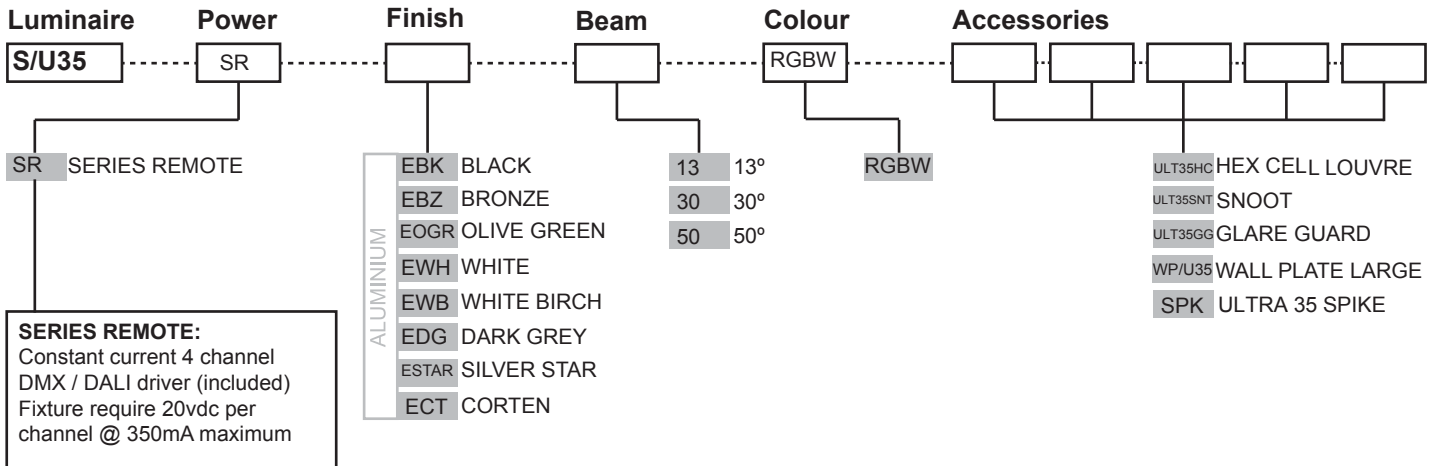 Luminaire Power Finish Beam Colour Accessories
S/U35 SR RGBW
SR SERIES REMOTE
SERIES REMOTE:
Constant current 4 channel
DMX / DALI driver (included)
Fixture require 20vdc per
channel @ 350mA maximum
ALUMINIUM
EBK BLACK
EBZ BRONZE
EOGR OLIVE GREEN
EWH WHITE
EWB WHITE BIRCH
EDG DARK GREY
ESTAR SILVER STAR
ECT CORTEN
13 13º
30 30º
50 50º
RGBW
ULT35HC HEX CELL LOUVRE
ULT35SNT SNOOT
ULT35GG GLARE GUARD
WP/U35 WALL PLATE LARGE
SPK ULTRA 35 SPIKE